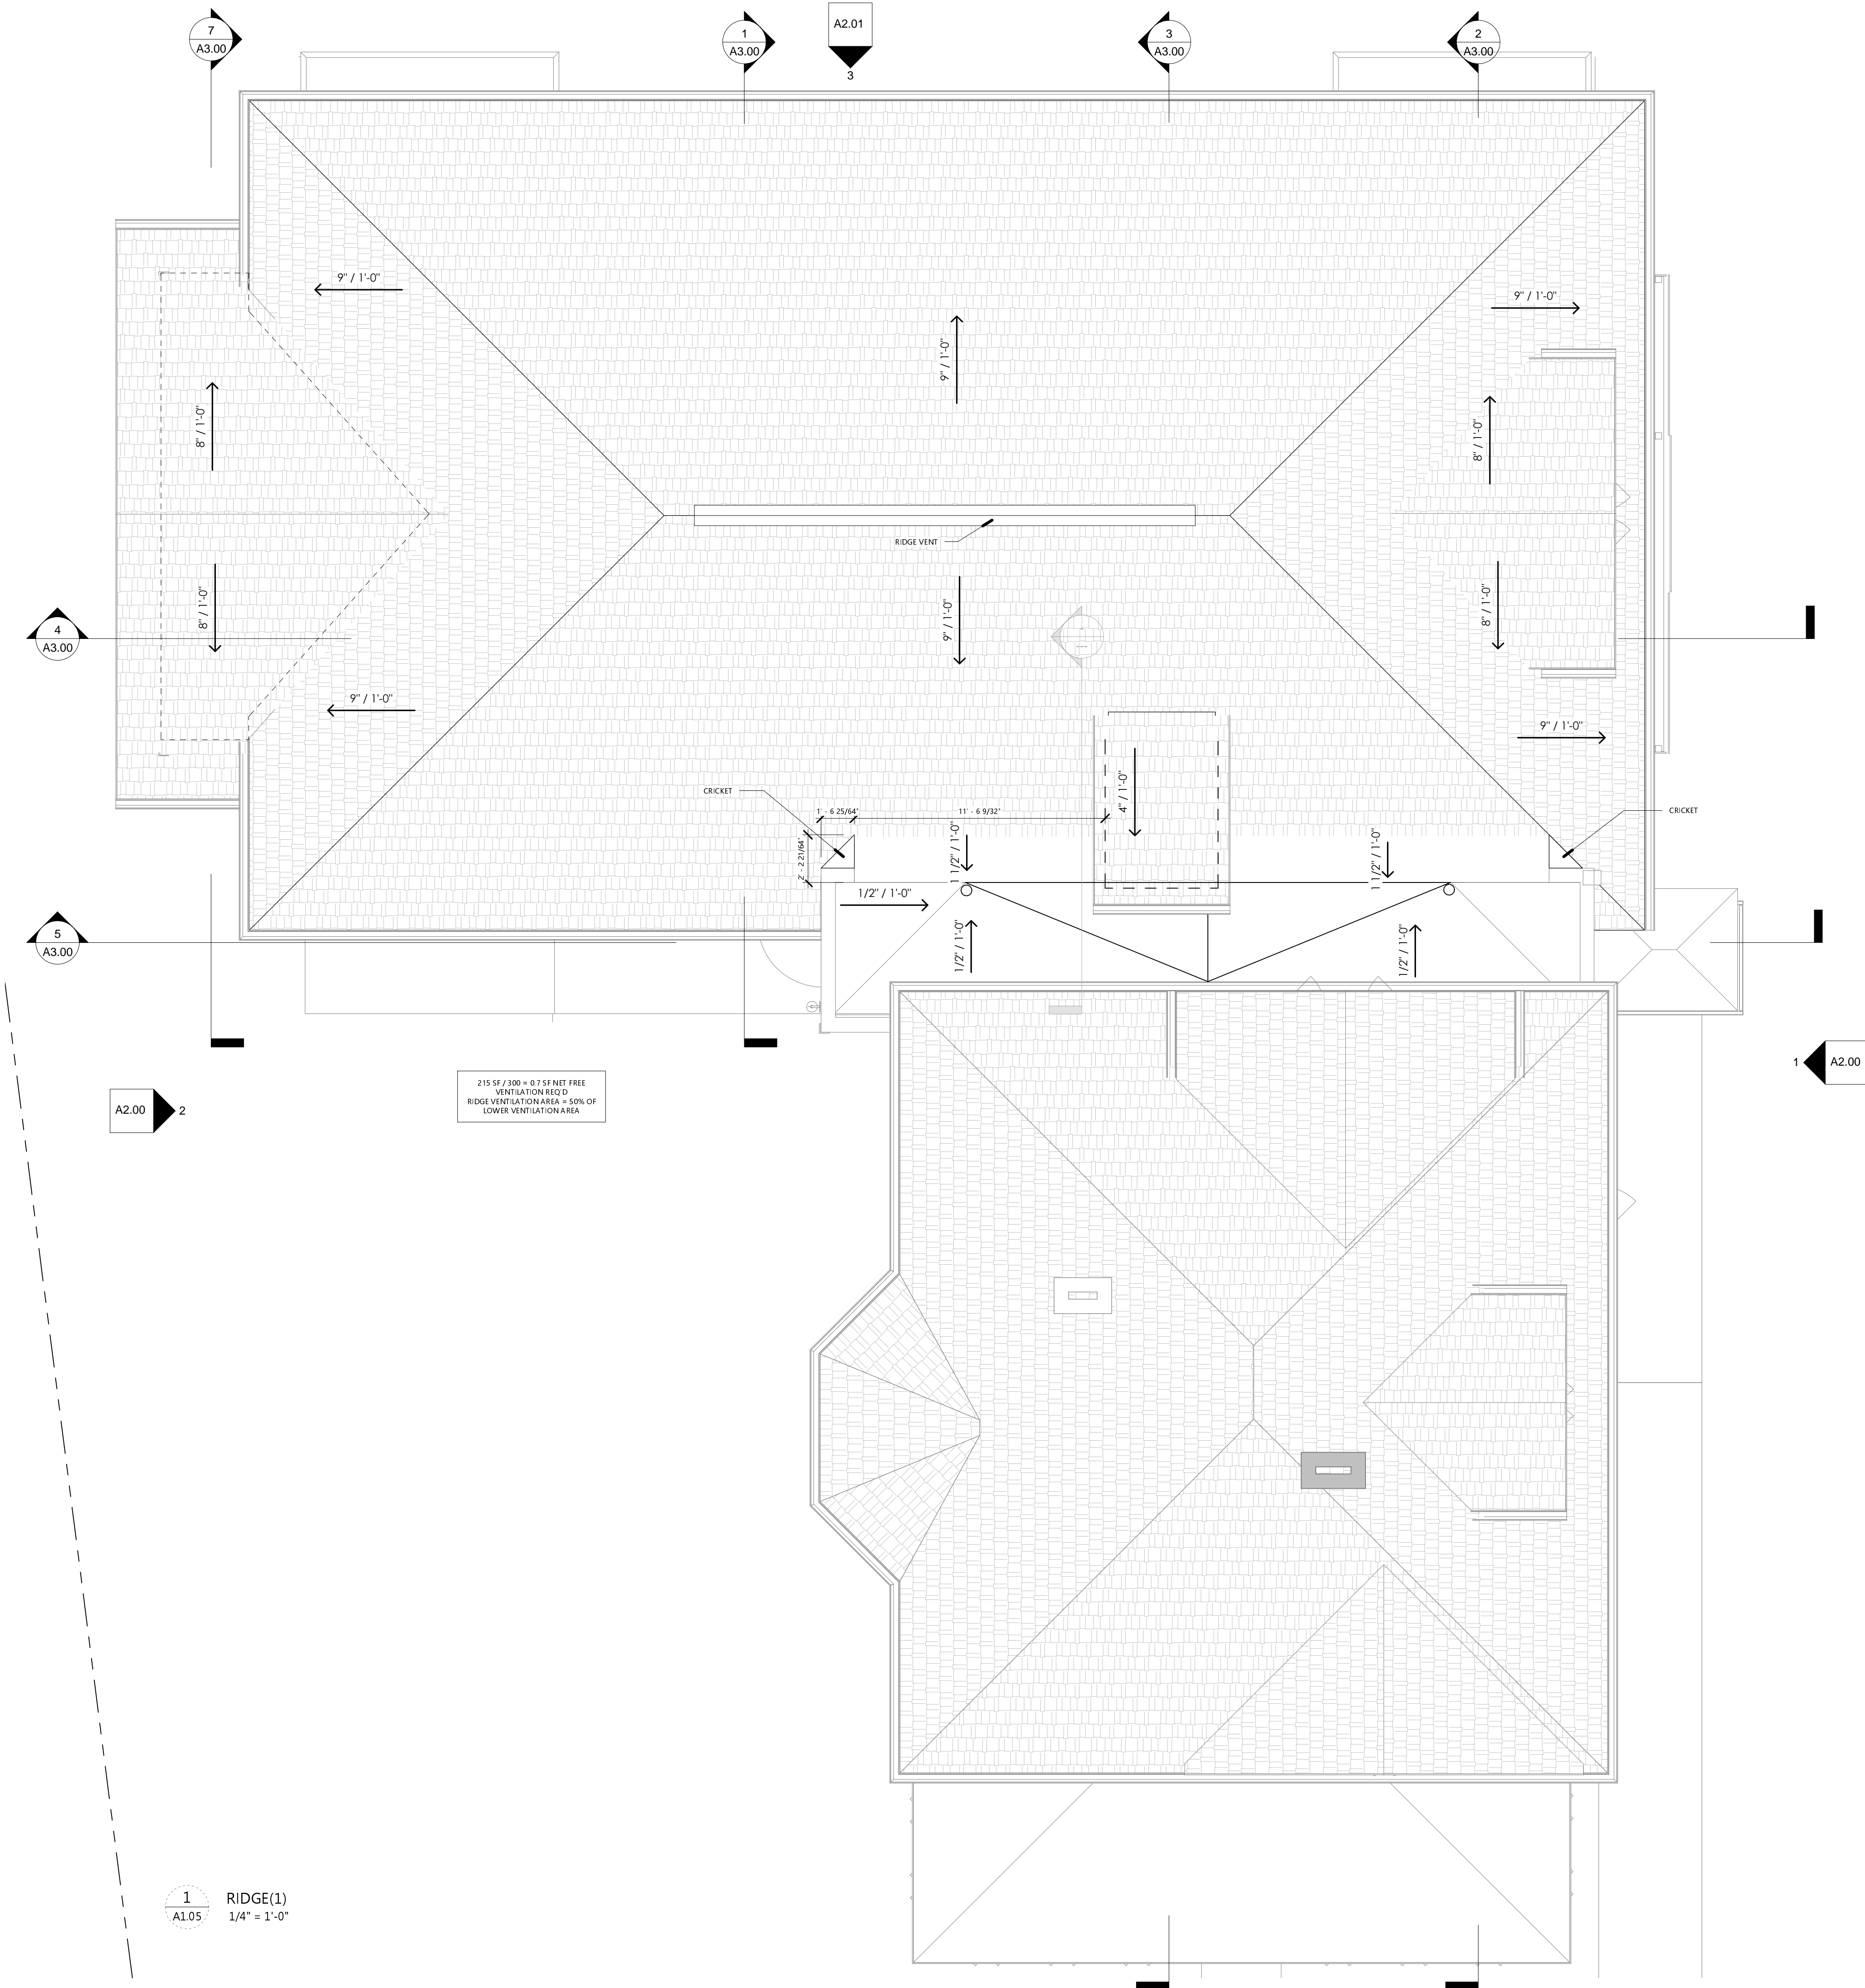 7
A3.00
1
A3.00
A2.01
3
3
A3.00
2
A3.00
9" / 1'-0"
9" / 1'-0"
9" / 1'-0"
8" / 1'-0"
8" / 1'-0"
RIDGE VENT
8" / 1'-0"
9" / 1'-0"
8" / 1'-0"
4
A3.00
---
9" / 1'-0"
9" / 1'-0"
4" / 1'-0"
CRICKET
CRICKET
1' - 6 25/64"
11' - 6 9/32"
2' - 2 21/64"
1 1/2" / 1'-0"
1 1/2" / 1'-0"
1/2" / 1'-0"
1/2" / 1'-0"
1/2" / 1'-0"
5
A3.00
215 SF / 300 = 0.7 SF NET FREE
VENTILATION REQ'D
RIDGE VENTILATION AREA = 50% OF
LOWER VENTILATION AREA
1
A2.00
A2.00
2
1
A1.05
RIDGE(1)
1/4" = 1'-0"